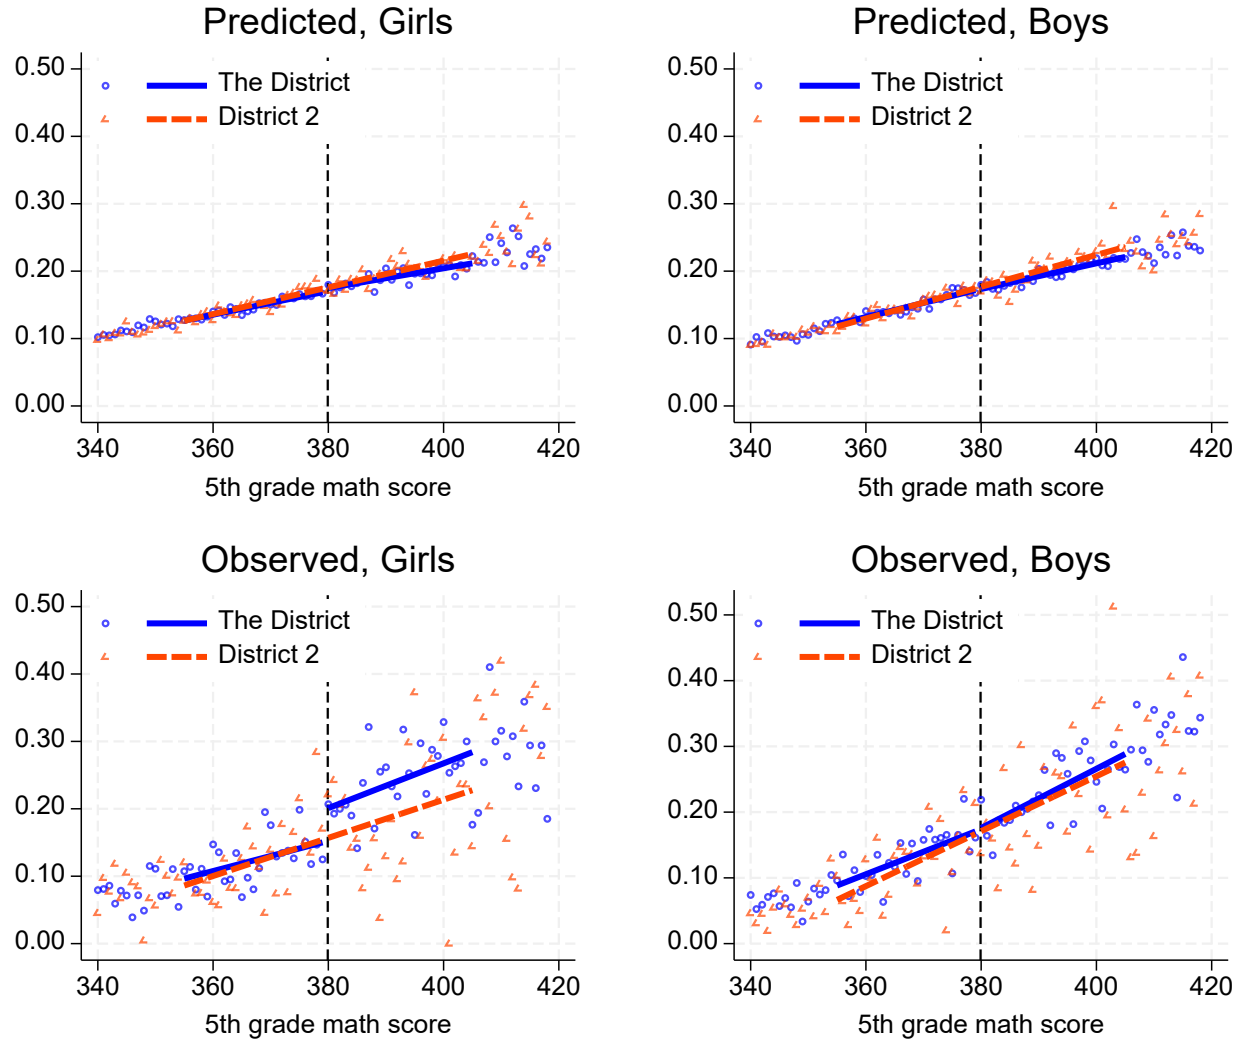 Predicted, Girls
0.50
0.40
0.30
0.20
0.10
0.00
The District
District 2
340 360 380 400 420
5th grade math score
Predicted, Boys
0.50
0.40
0.30
0.20
0.10
0.00
The District
District 2
340 360 380 400 420
5th grade math score
Observed, Girls
0.50
0.40
0.30
0.20
0.10
0.00
The District
District 2
340 360 380 400 420
5th grade math score
Observed, Boys
0.50
0.40
0.30
0.20
0.10
0.00
The District
District 2
340 360 380 400 420
5th grade math score